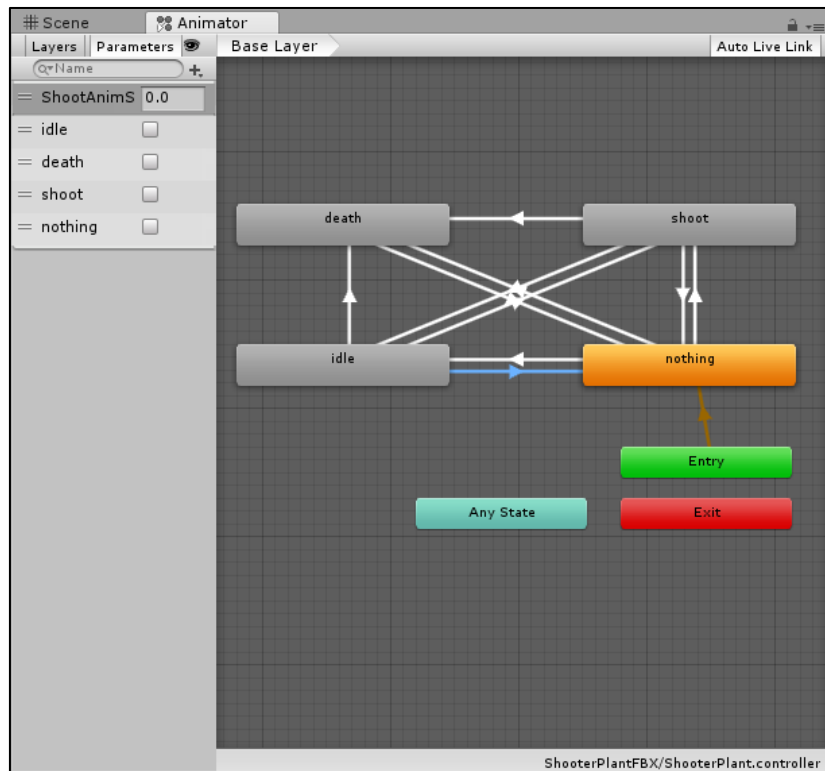 Scene
Animator
Layers
Parameters
Base Layer
Auto Live Link
Name
ShootAnimS 0.0
idle
death
shoot
nothing
death
shoot
idle
nothing
Entry
Any State
Exit
ShooterPlantFBX/ShooterPlant.controller